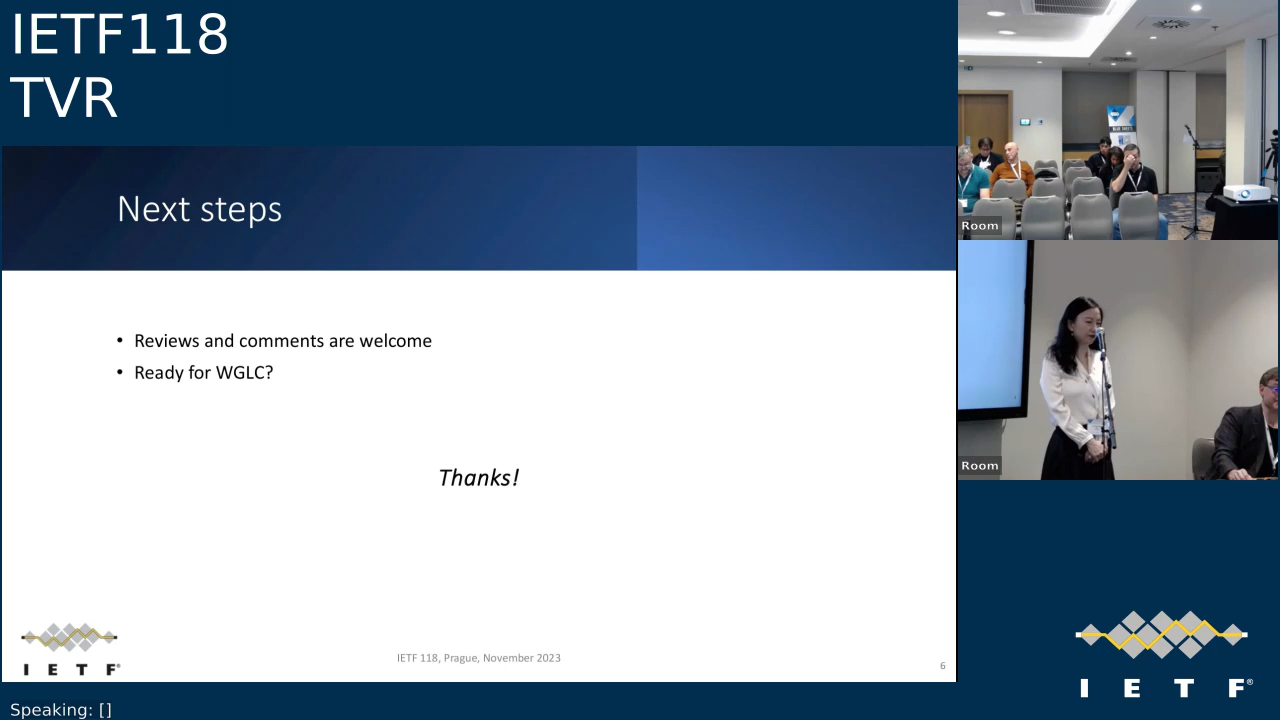 IETF118
TVR
Next steps
• Reviews and comments are welcome
• Ready for WGLC?
Thanks!
I E T F®
IETF 118, Prague, November 2023
6
Room
Room
I E T F®
Speaking: []